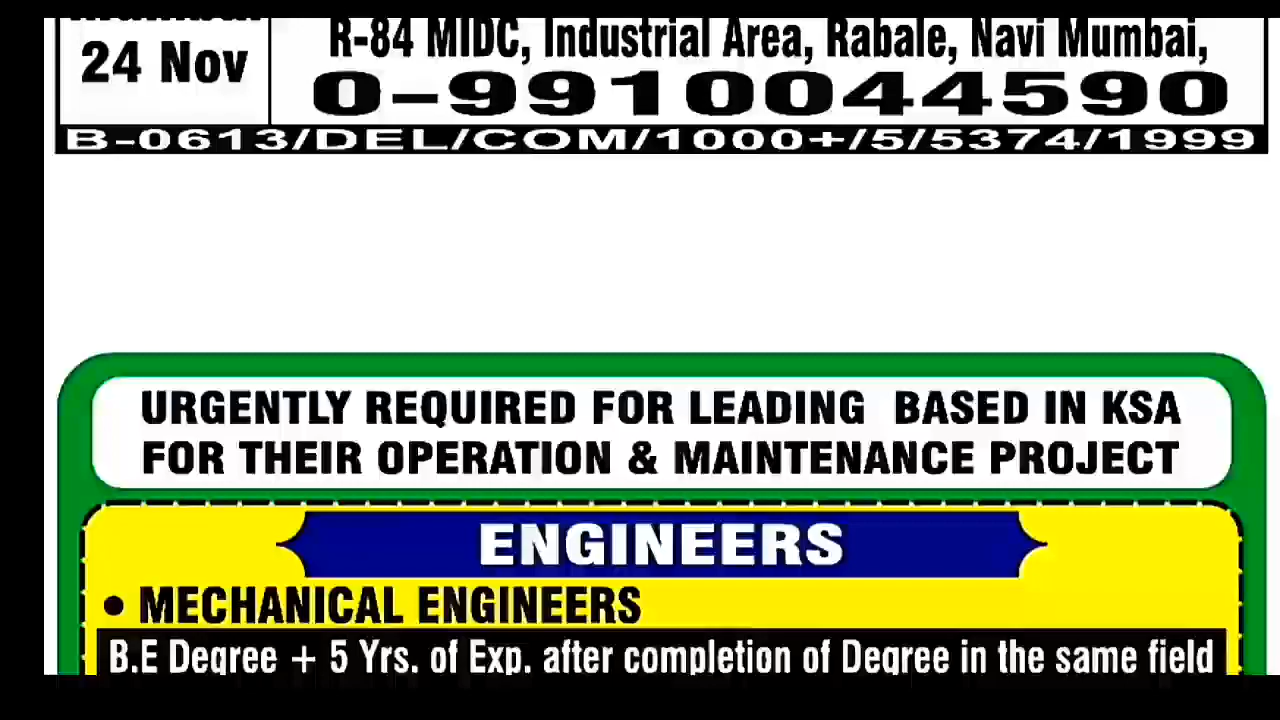 24 Nov
R-84 MIDC, Industrial Area, Rabale, Navi Mumbai,
0-9910044590
B-0613/DEL/COM/1000+/5/5374/1999
URGENTLY REQUIRED FOR LEADING BASED IN KSA
FOR THEIR OPERATION & MAINTENANCE PROJECT
ENGINEERS
• MECHANICAL ENGINEERS
B.E Degree + 5 Yrs. of Exp. after completion of Degree in the same field